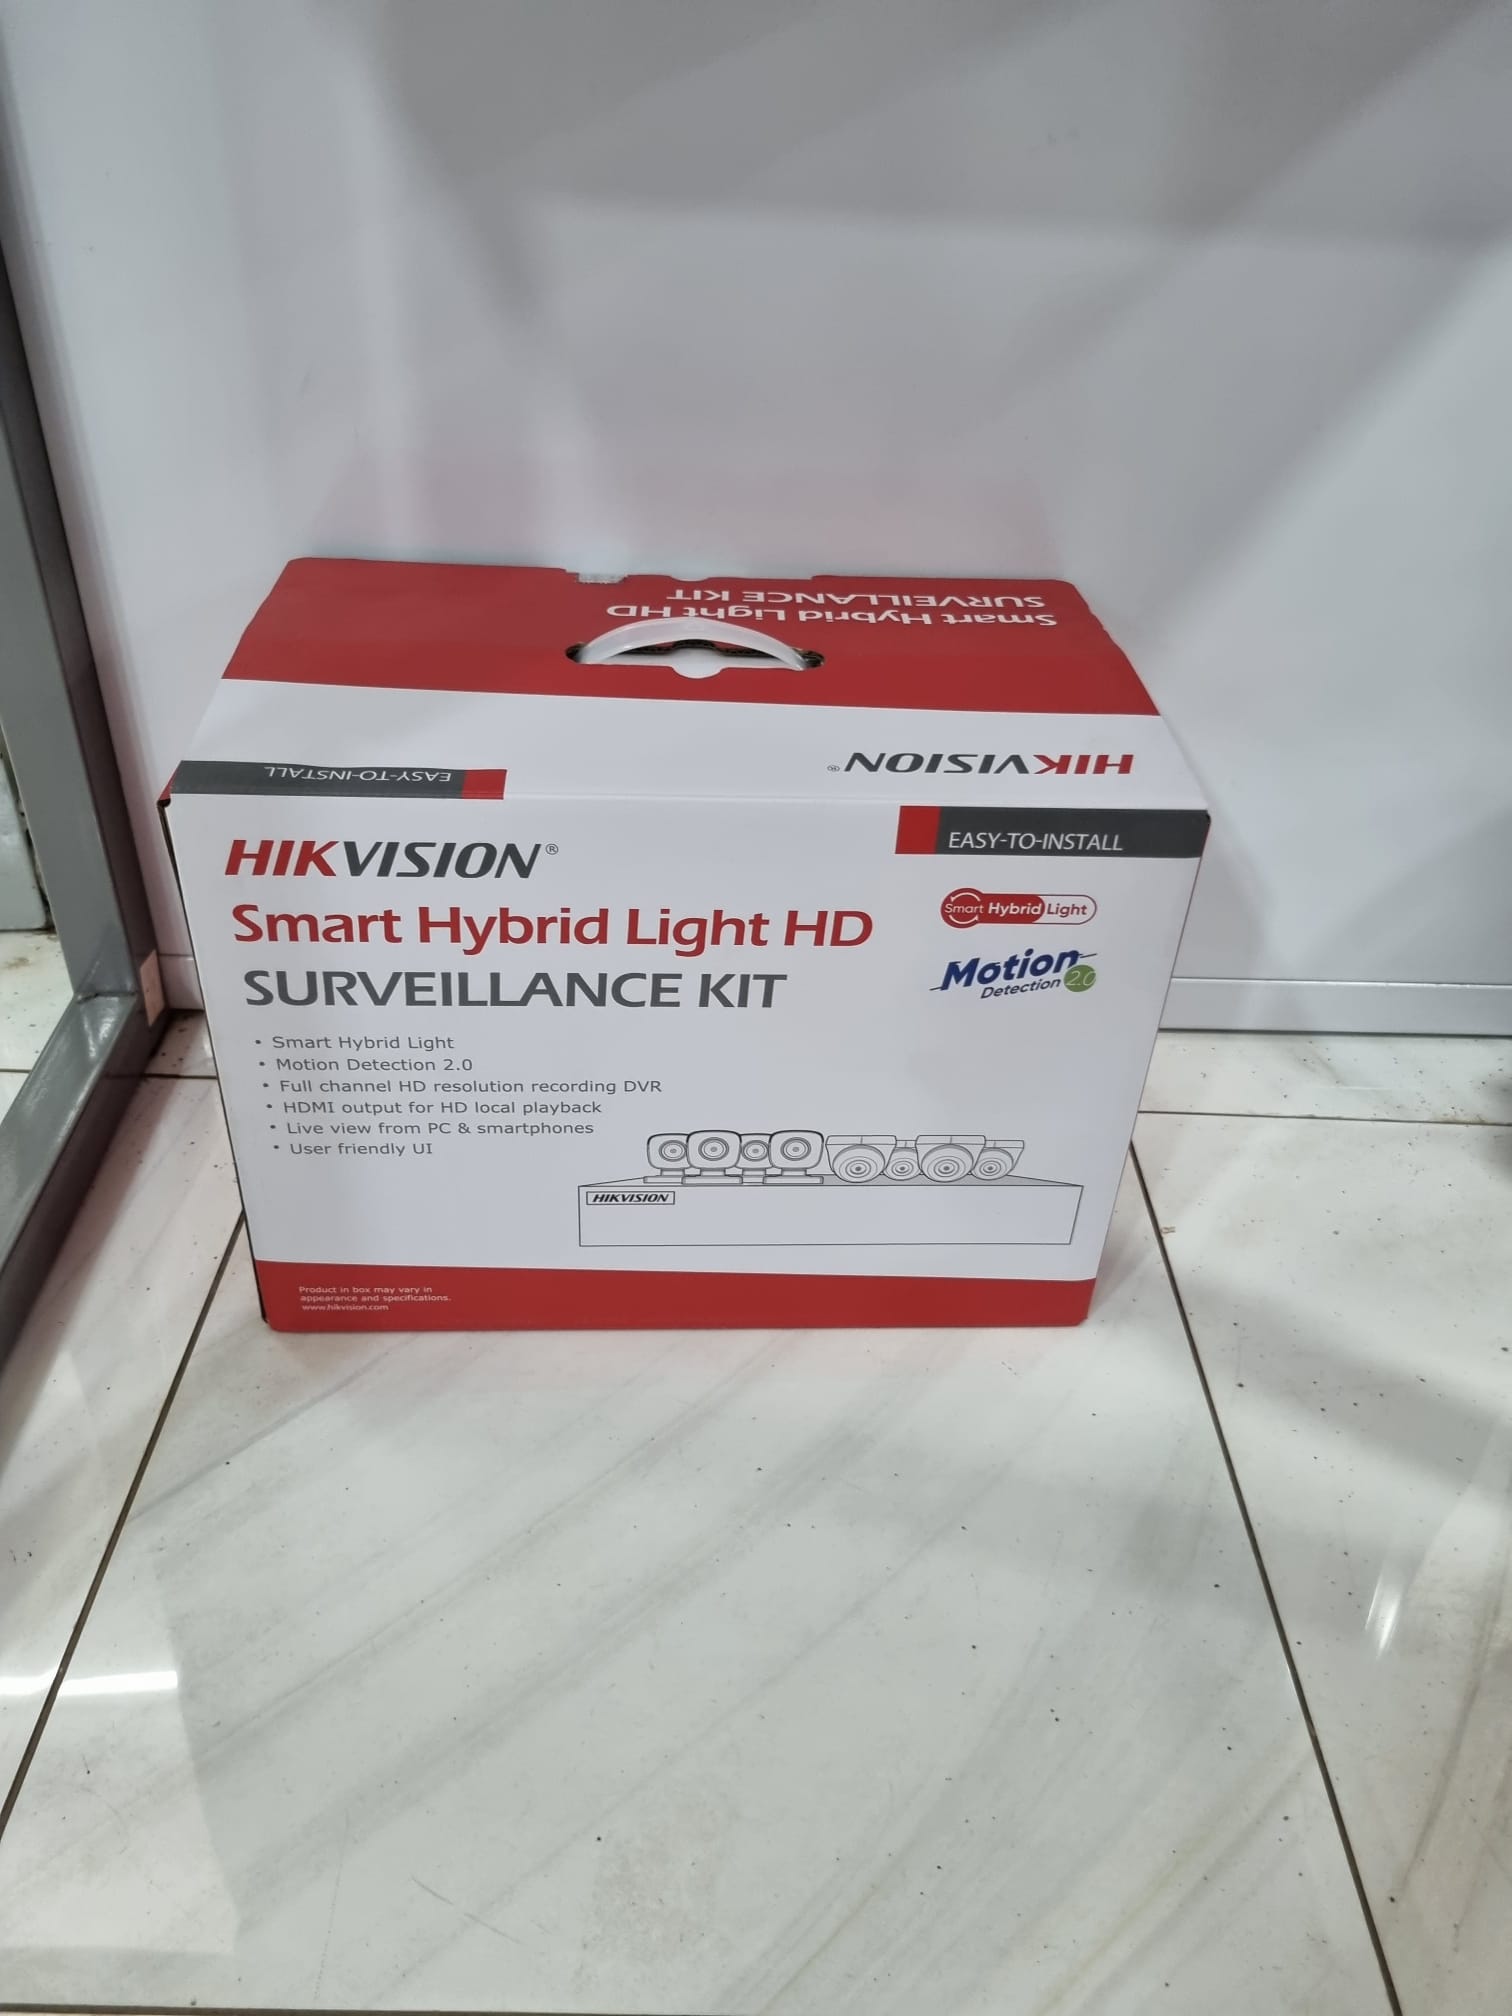 Smart Hybrid Light HD
SURVEILLANCE KIT
HIKVISION®
EASY-TO-INSTALL
EASY-TO-INSTALL
HIKVISION®
Smart Hybrid Light HD
SURVEILLANCE KIT
Smart Hybrid Light
Motion
Detection 2.0
• Smart Hybrid Light
• Motion Detection 2.0
• Full channel HD resolution recording DVR
• HDMI output for HD local playback
• Live view from PC & smartphones
• User friendly UI
HIKVISION
Product in box may vary in
appearance and specifications.
www.hikvision.com